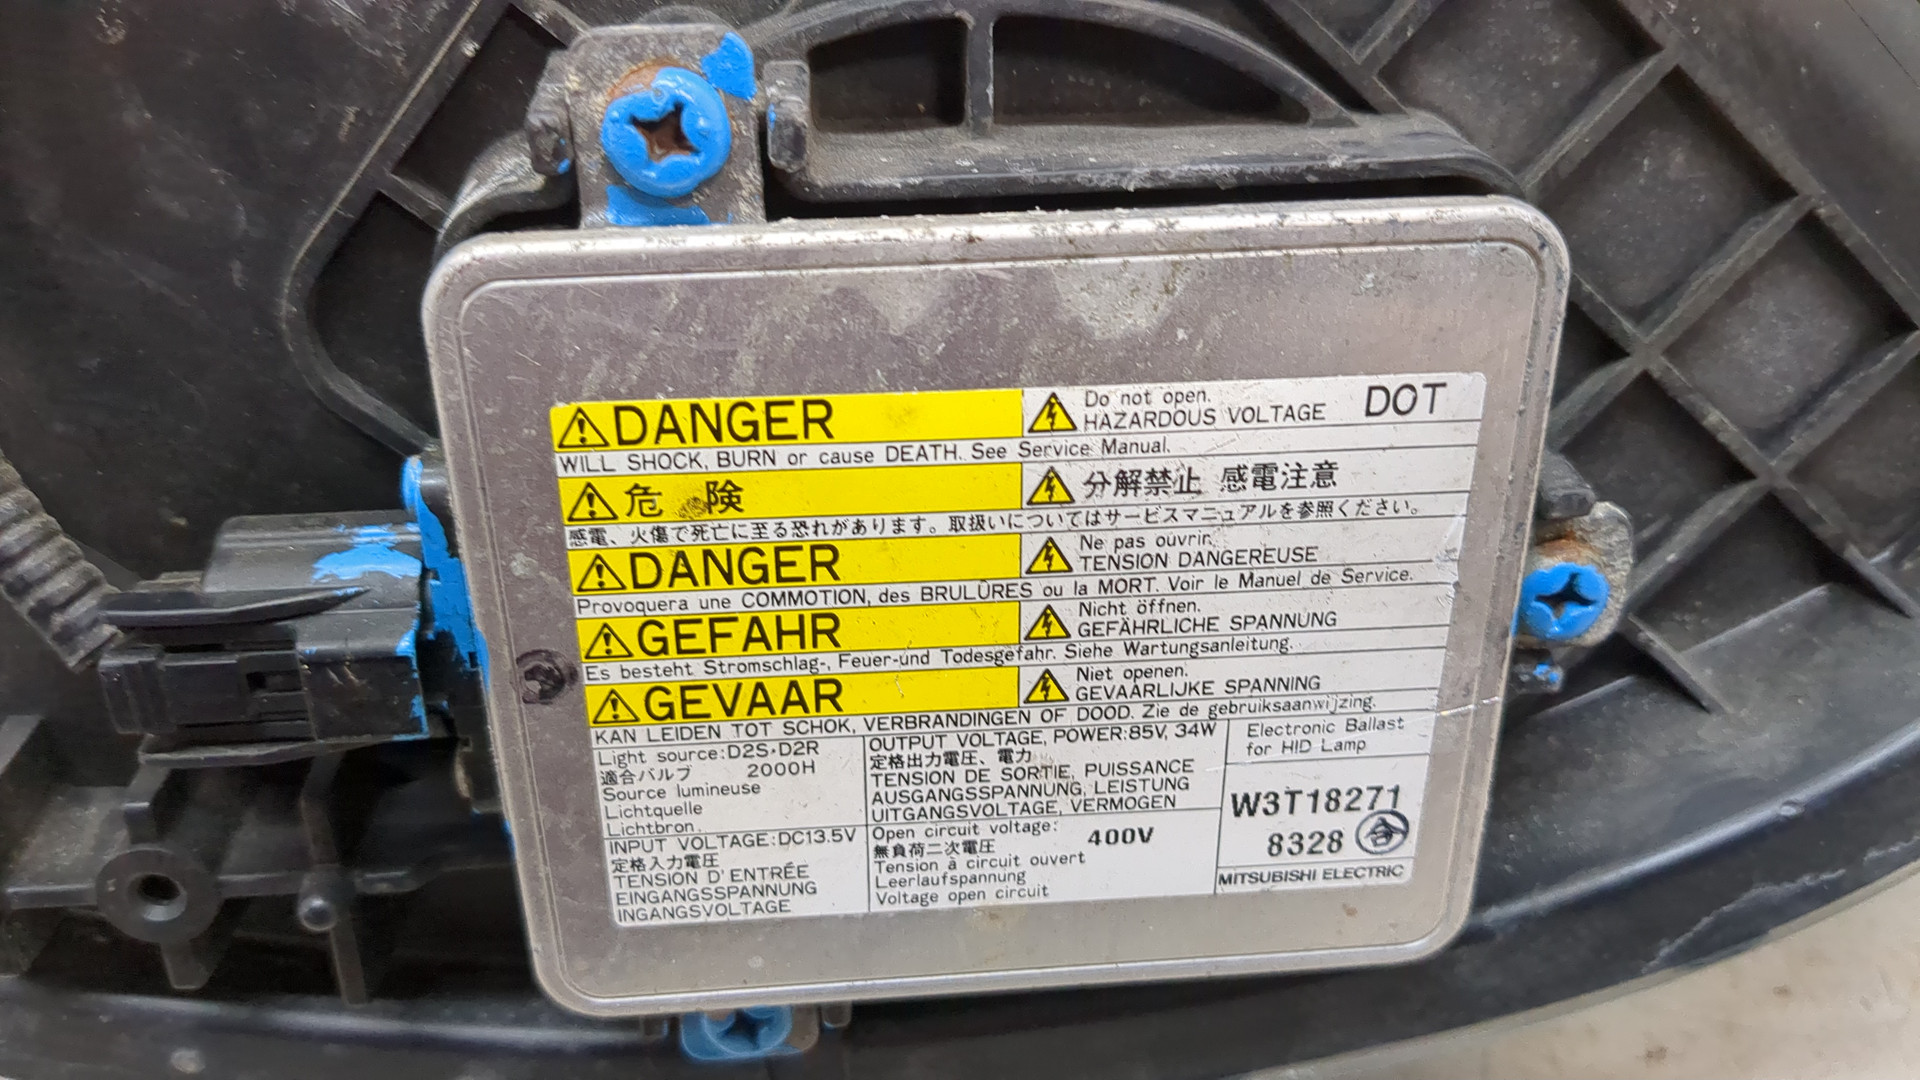 DANGER
Do not open.
HAZARDOUS VOLTAGE
DOT
WILL SHOCK, BURN or cause DEATH. See Service Manual.
危 険
分解禁止 感電注意
感電、火傷で死亡に至る恐れがあります。取扱いについてはサービスマニュアルを参照ください。
DANGER
Ne pas ouvrir.
TENSION DANGEREUSE
Provoquera une COMMOTION, des BRULÛRES ou la MORT. Voir le Manuel de Service.
GEFAHR
Nicht öffnen.
GEFÄHRLICHE SPANNUNG
Es besteht Stromschlag-, Feuer-und Todesgefahr. Siehe Wartungsanleitung.
GEVAAR
Niet openen.
GEVAARLIJKE SPANNING
KAN LEIDEN TOT SCHOK, VERBRANDINGEN OF DOOD. Zie de gebruiksaanwijzing.
Light source:D2S・D2R
適合バルブ 2000H
Source lumineuse
Lichtquelle
Lichtbron.
INPUT VOLTAGE:DC13.5V
定格入力電圧
TENSION D'ENTRÉE
EINGANGSSPANNUNG
INGANGSVOLTAGE
OUTPUT VOLTAGE, POWER:85V, 34W
定格出力電圧、電力
TENSION DE SORTIE, PUISSANCE
AUSGANGSSPANNUNG, LEISTUNG
UITGANGSVOLTAGE, VERMOGEN
Open circuit voltage:
400V
無負荷二次電圧
Tension à circuit ouvert
Leerlaufspannung
Voltage open circuit
Electronic Ballast
for HID Lamp
W3T18271
8328 合
MITSUBISHI ELECTRIC